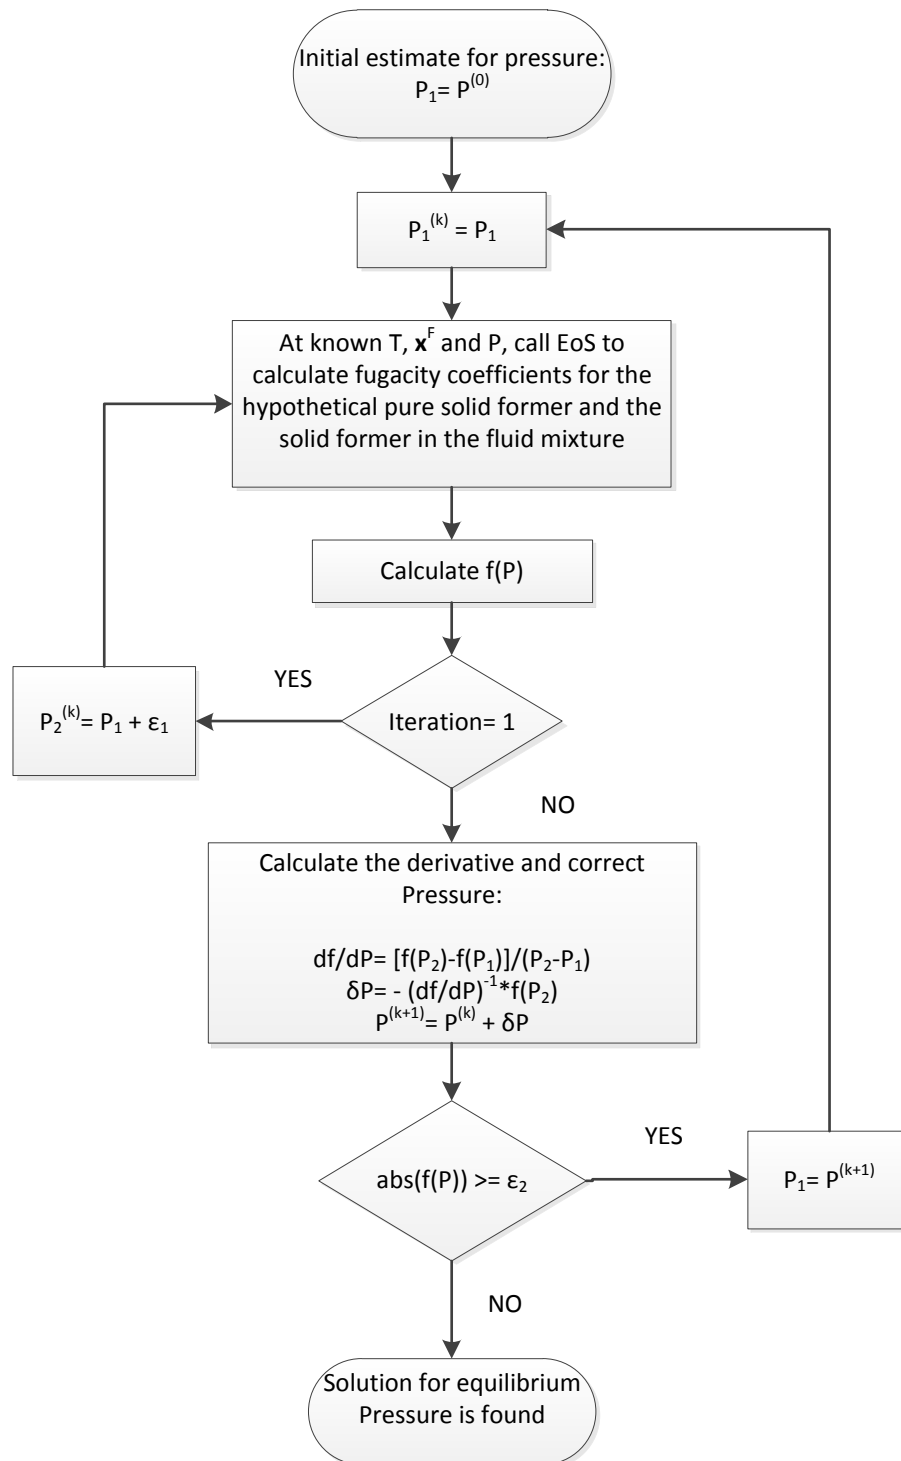 Initial estimate for pressure:
P₁= P⁽⁰⁾
P₁⁽ᵏ⁾ = P₁
At known T, xᶠ and P, call EoS to
calculate fugacity coefficients for the
hypothetical pure solid former and the
solid former in the fluid mixture
Calculate f(P)
YES
Iteration= 1
P₂⁽ᵏ⁾= P₁ + ε₁
NO
Calculate the derivative and correct
Pressure:
df/dP= [f(P₂)-f(P₁)]/(P₂-P₁)
δP= - (df/dP)⁻¹*f(P₂)
P⁽ᵏ⁺¹⁾= P⁽ᵏ⁾ + δP
YES
abs(f(P)) >= ε₂
P₁= P⁽ᵏ⁺¹⁾
NO
Solution for equilibrium
Pressure is found